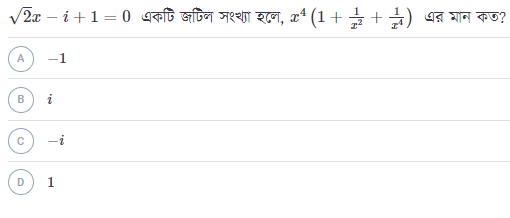 √2x − i + 1 = 0 একটি জটিল সংখ্যা হলে, x⁴ (1 + 1/x² + 1/x⁴) এর মান কত?
A −1
B i
C −i
D 1